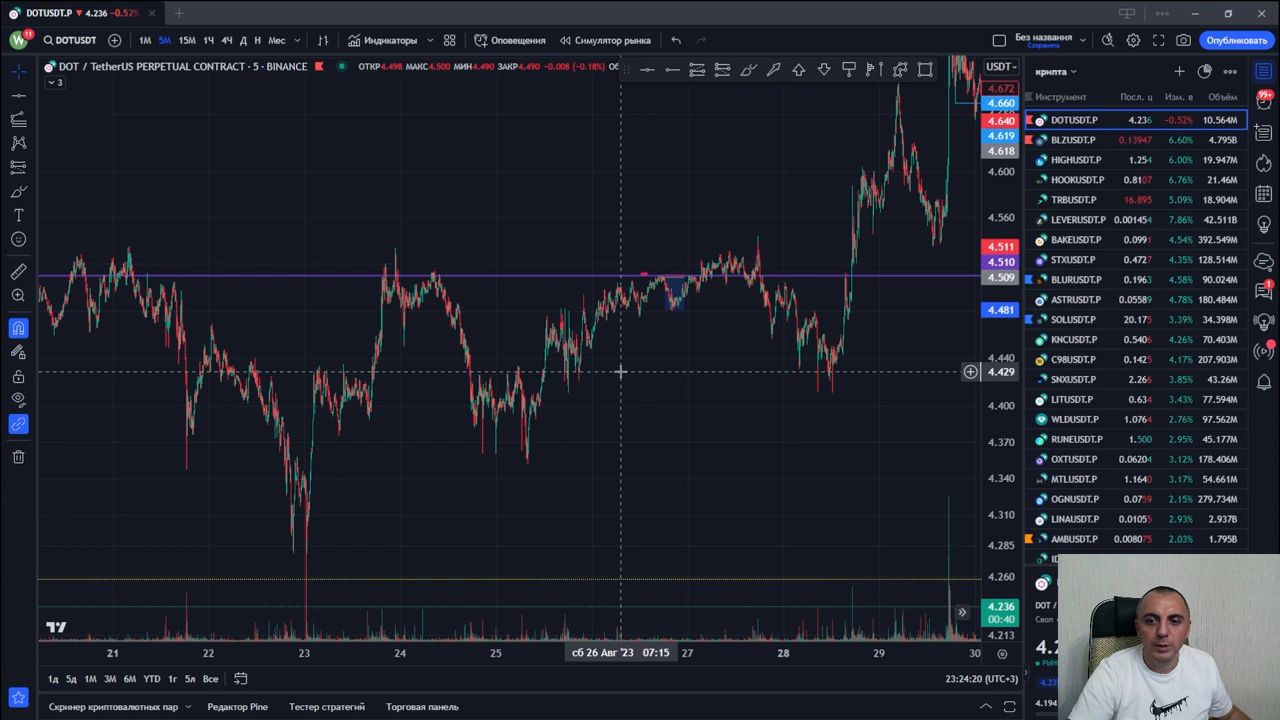 DOTUSDT.P ▼ 4.236 −0.52%
W 11 DOTUSDT 1М 5М 15М 1Ч 4Ч Д Н Мес Индикаторы Оповещения Симулятор рынка Без названия Сохранить Опубликовать
DOT / TetherUS PERPETUAL CONTRACT · 5 · BINANCE ОТКР4.498 МАКС4.500 МИН4.490 ЗАКР4.490 −0.008 (−0.18%)
3
USDT
4.672
4.660
4.640
4.619
4.618
4.600
4.560
4.511
4.510
4.509
4.481
4.440
4.429
4.400
4.370
4.340
4.310
4.285
4.260
4.236
00:40
4.213
21 22 23 24 25 сб 26 Авг '23 07:15 27 28 29 30
1д 5д 1М 3М 6М YTD 1г 5л Все
23:24:20 (UTC+3)
Скринер криптовалютных пар Редактор Pine Тестер стратегий Торговая панель
крипта
Инструмент Посл. ц Изм. в Объём
DOTUSDT.P 4.236 −0.52% 10.564M
BLZUSDT.P 0.13947 6.60% 4.795B
HIGHUSDT.P 1.254 6.00% 19.947M
HOOKUSDT.P 0.8107 6.76% 21.46M
TRBUSDT.P 16.895 5.09% 18.904M
LEVERUSDT.P 0.001454 7.86% 42.511B
BAKEUSDT.P 0.0991 4.54% 392.549M
STXUSDT.P 0.4727 4.35% 128.514M
BLURUSDT.P 0.1963 4.58% 90.024M
ASTRUSDT.P 0.05559 4.78% 180.484M
SOLUSDT.P 20.175 3.39% 34.398M
KNCUSDT.P 0.5406 4.26% 70.403M
C98USDT.P 0.1425 4.17% 207.903M
SNXUSDT.P 2.266 3.85% 43.26M
LITUSDT.P 0.634 3.43% 77.594M
WLDUSDT.P 1.0764 2.76% 97.562M
RUNEUSDT.P 1.500 2.95% 45.177M
OXTUSDT.P 0.06204 3.12% 178.406M
MTLUSDT.P 1.1640 3.17% 54.661M
OGNUSDT.P 0.0759 2.15% 279.734M
LINAUSDT.P 0.01055 2.93% 2.937B
AMBUSDT.P 0.008075 2.03% 1.795B
99+
1
DOT /
Своп
4.194